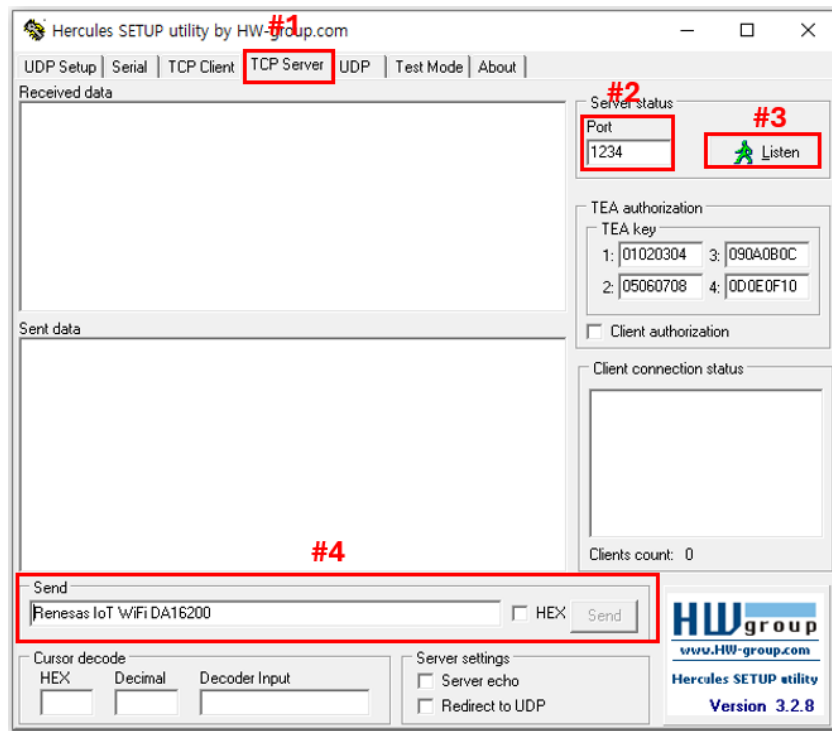 #1
Hercules SETUP utility by HW-group.com
UDP Setup Serial TCP Client TCP Server UDP Test Mode About
Received data
#2
Server status
#3
Port
1234
Listen
TEA authorization
TEA key
1: 01020304 3: 090A0B0C
2: 05060708 4: 0D0E0F10
Client authorization
Sent data
Client connection status
Clients count: 0
#4
Send
Renesas IoT WiFi DA16200 HEX Send
Cursor decode
HEX Decimal Decoder Input
Server settings
Server echo
Redirect to UDP
HW group
www.HW-group.com
Hercules SETUP utility
Version 3.2.8